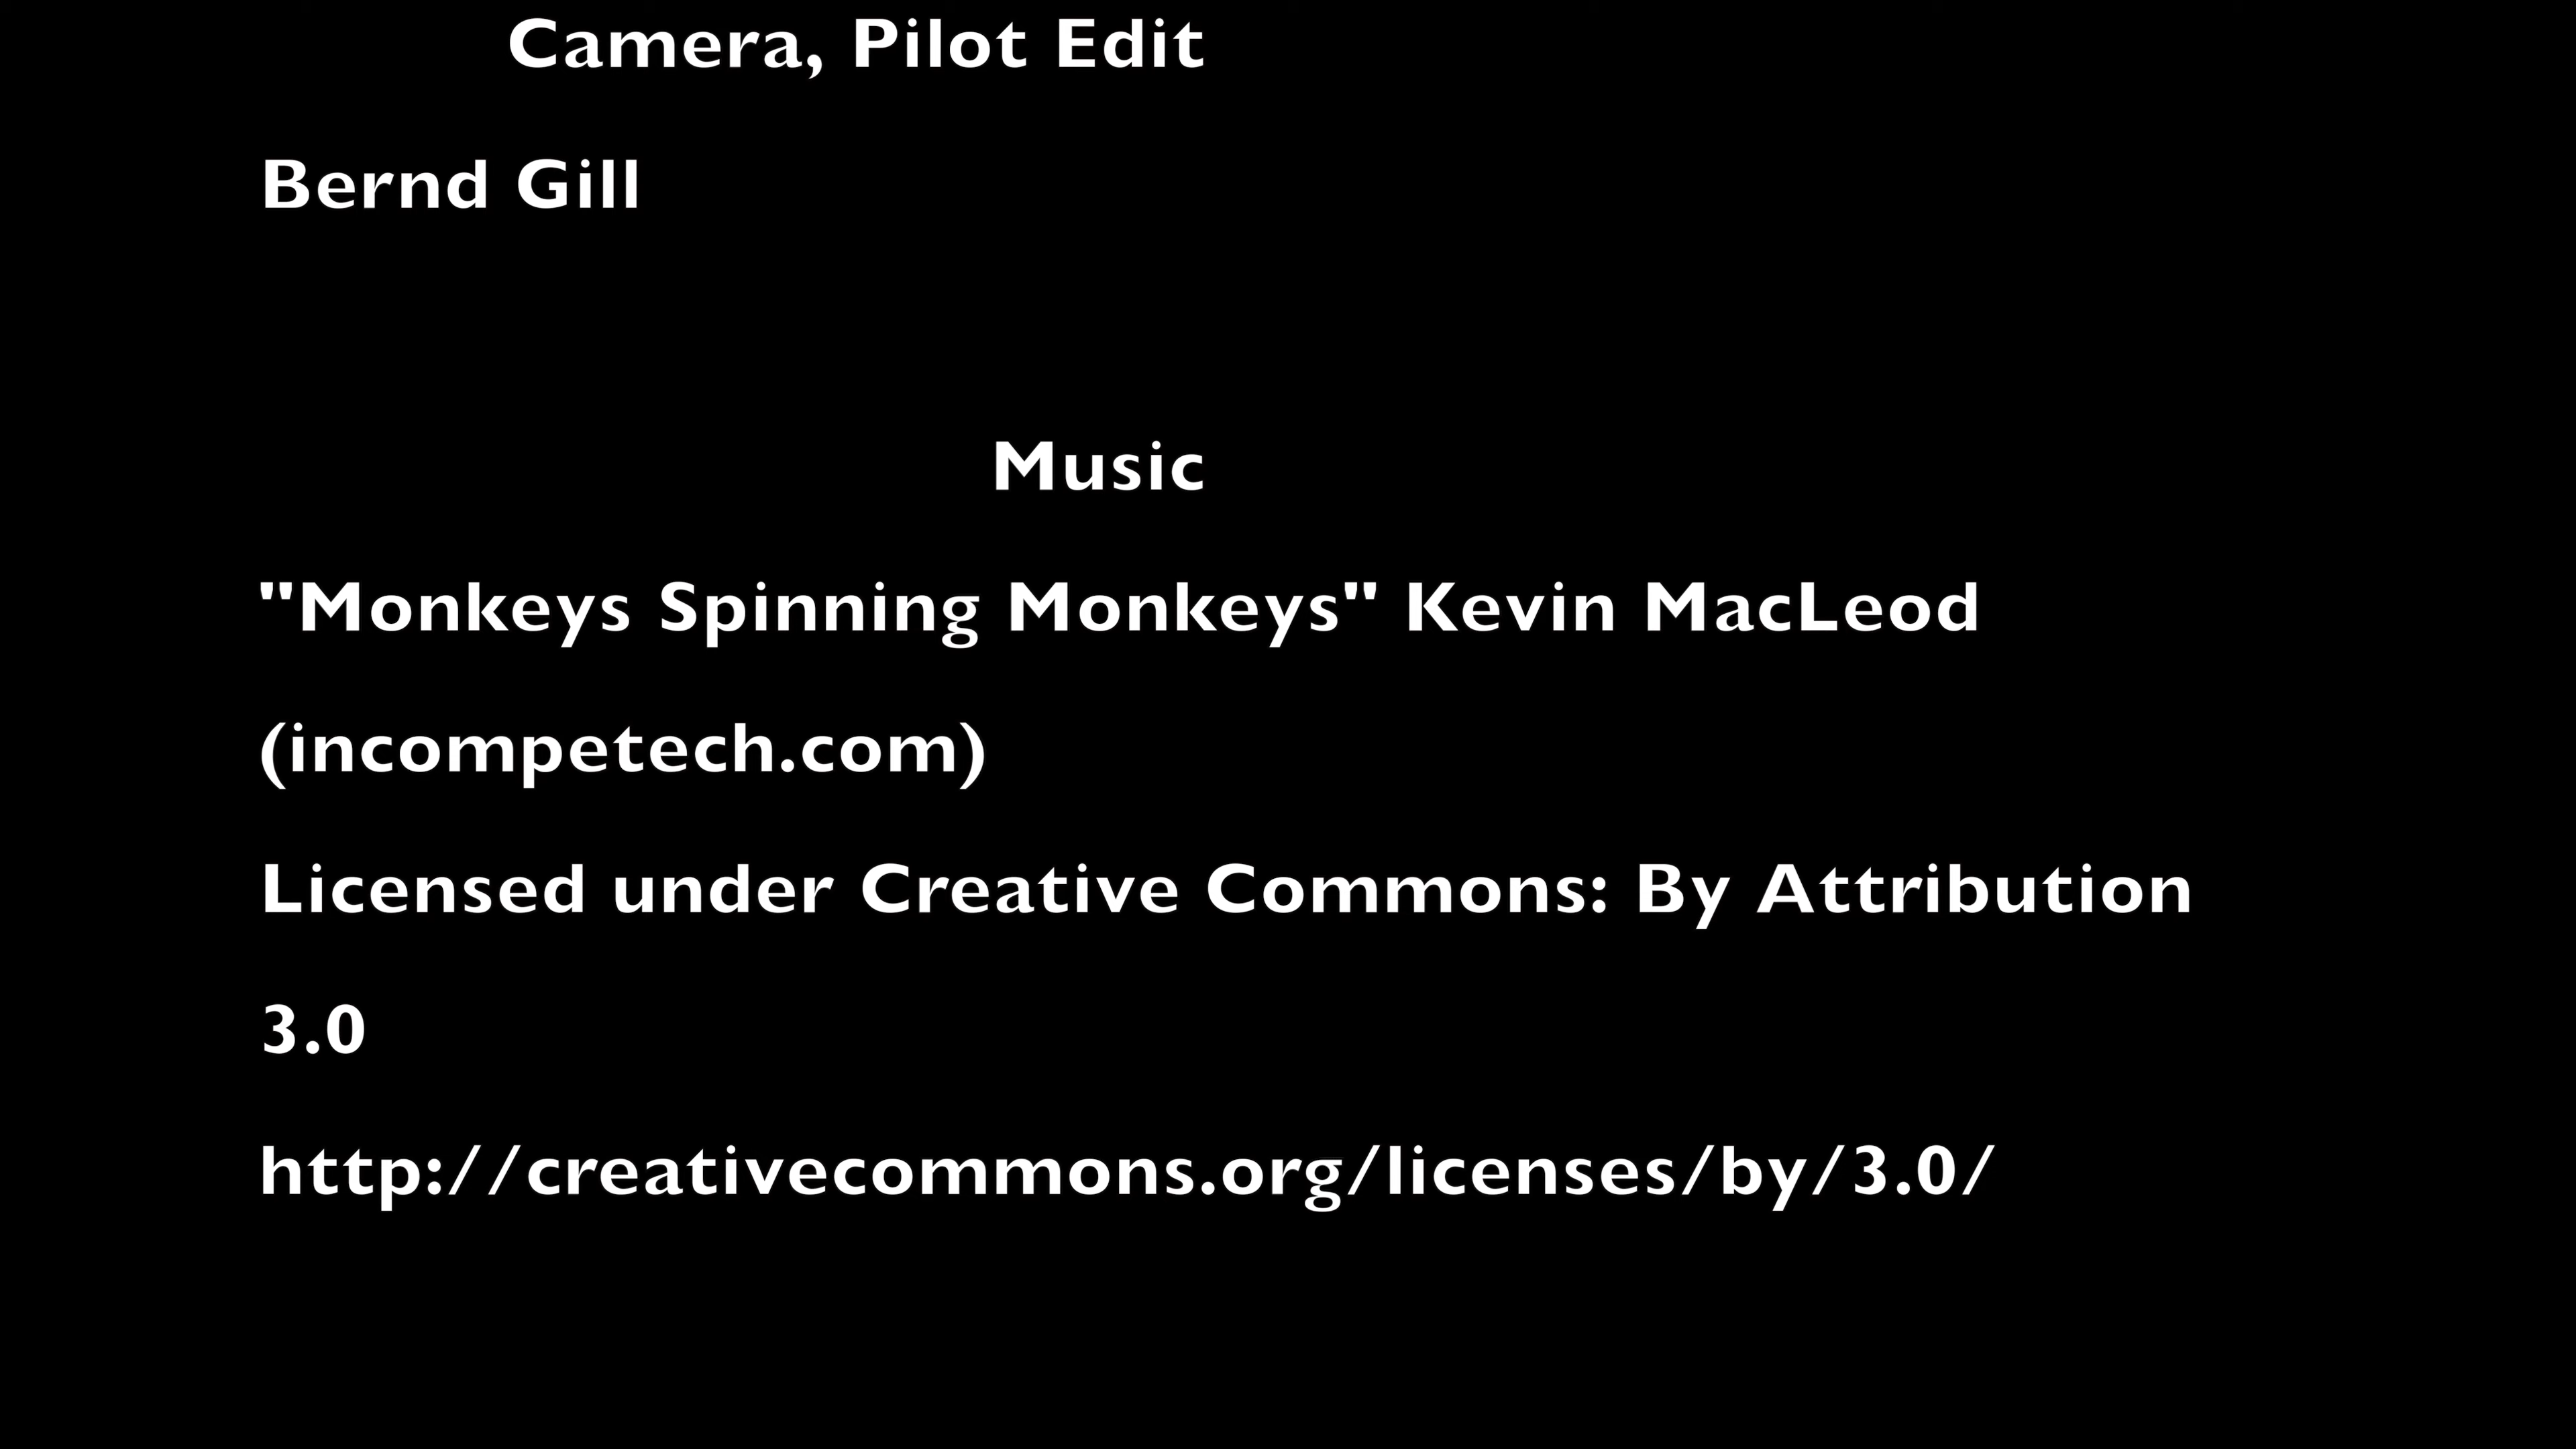 Camera, Pilot Edit
Bernd Gill
Music
"Monkeys Spinning Monkeys" Kevin MacLeod
(incompetech.com)
Licensed under Creative Commons: By Attribution
3.0
http://creativecommons.org/licenses/by/3.0/